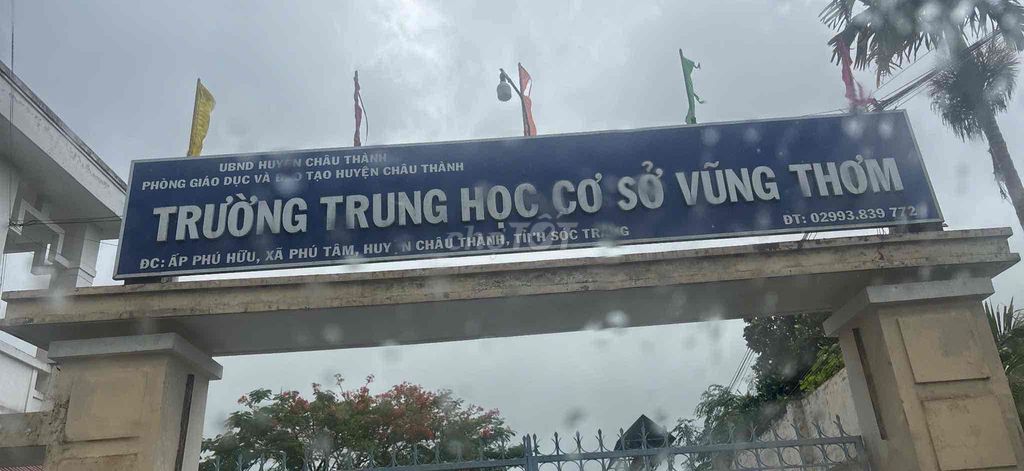 UBND HUYỆN CHÂU THÀNH
PHÒNG GIÁO DỤC VÀ ĐÀO TẠO HUYỆN CHÂU THÀNH
TRƯỜNG TRUNG HỌC CƠ SỞ VŨNG THƠM
ĐT: 02993.839 772
ĐC: ẤP PHÚ HỮU, XÃ PHÚ TÂM, HUYỆN CHÂU THÀNH, TỈNH SÓC TRĂNG